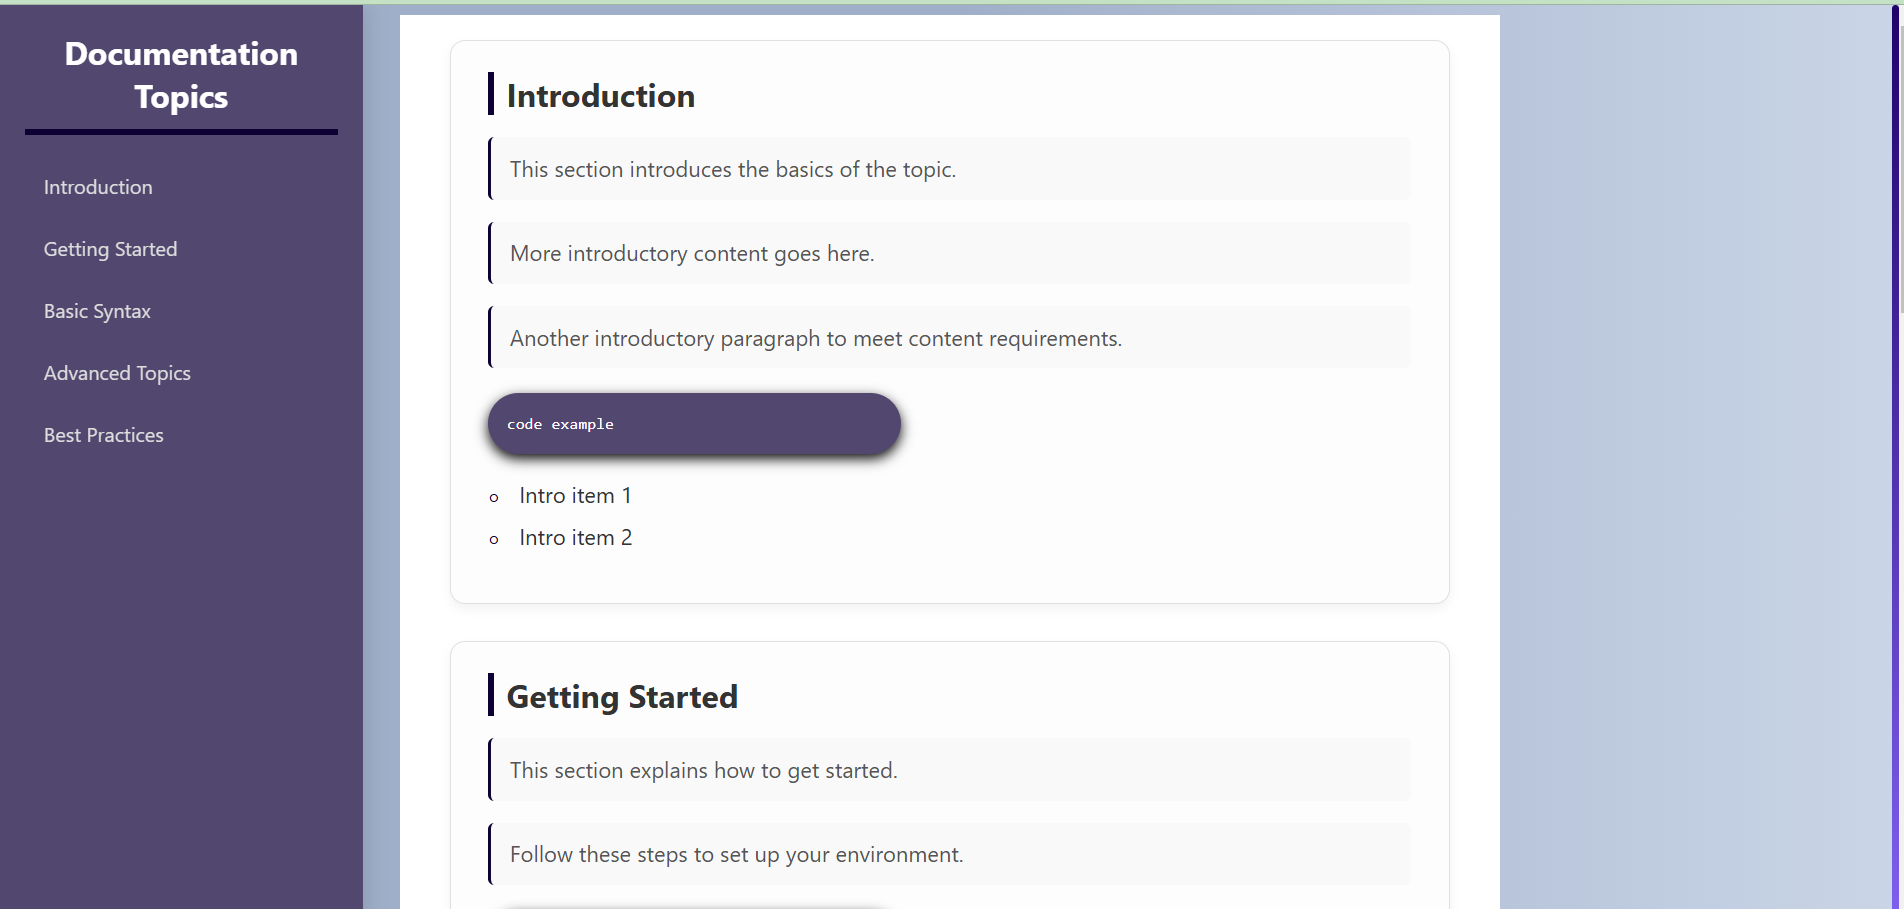 Documentation
Topics
Introduction
Getting Started
Basic Syntax
Advanced Topics
Best Practices
Introduction
This section introduces the basics of the topic.
More introductory content goes here.
Another introductory paragraph to meet content requirements.
code example
Intro item 1
Intro item 2
Getting Started
This section explains how to get started.
Follow these steps to set up your environment.